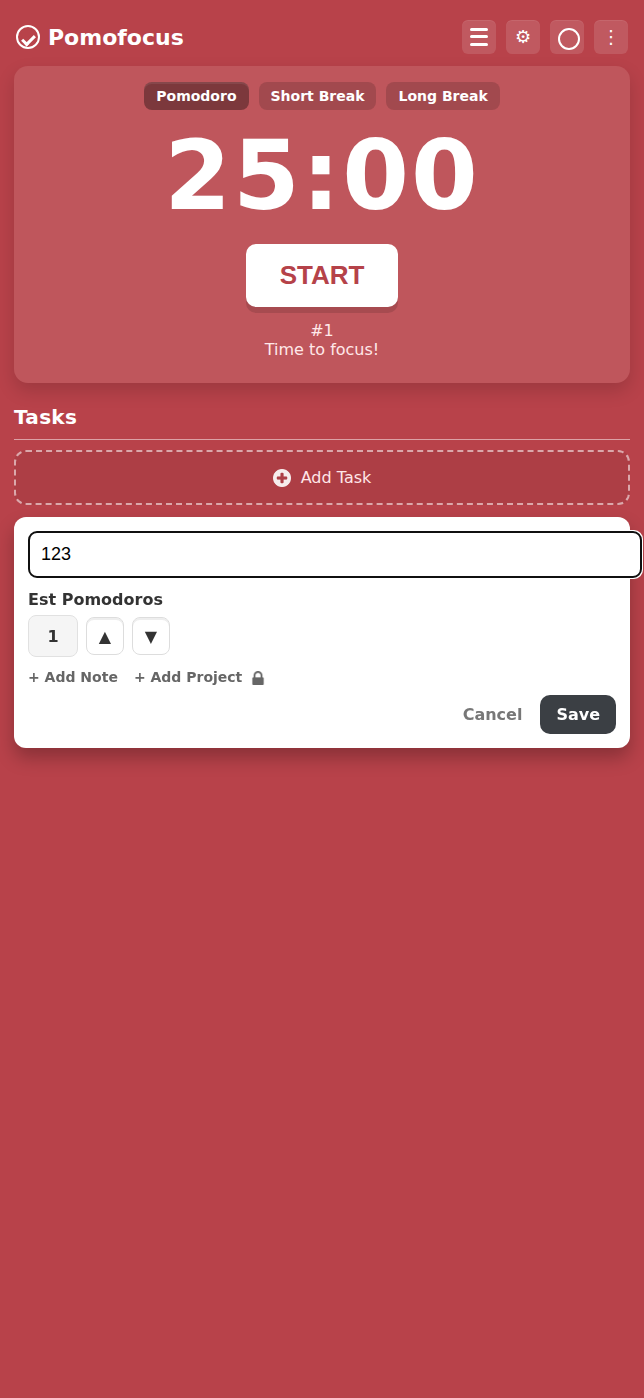 Pomofocus
Pomodoro Short Break Long Break
25:00
START
#1
Time to focus!
Tasks
Add Task
123
Est Pomodoros
1 ▲ ▼
+ Add Note + Add Project
Cancel Save